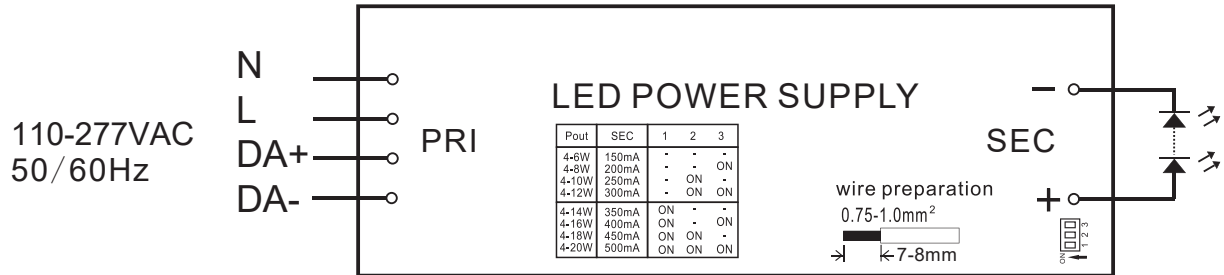 110-277VAC
50/60Hz
N
L
DA+
DA-
PRI
LED POWER SUPPLY
Pout SEC 1 2 3
4-6W 150mA - - -
4-8W 200mA - - ON
4-10W 250mA - ON -
4-12W 300mA - ON ON
4-14W 350mA ON - -
4-16W 400mA ON - ON
4-18W 450mA ON ON -
4-20W 500mA ON ON ON
wire preparation
0.75-1.0mm²
7-8mm
SEC
-
+
ON
1 2 3